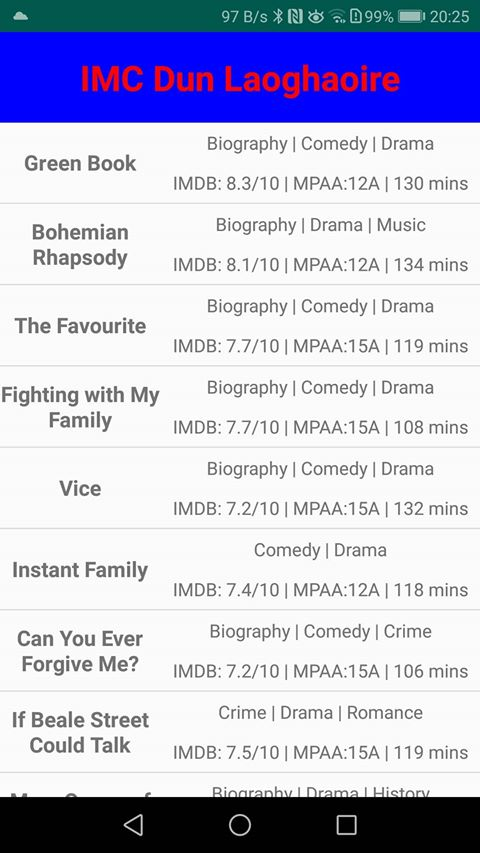 97 B/s 99% 20:25
IMC Dun Laoghaoire
Green Book
Biography | Comedy | Drama
IMDB: 8.3/10 | MPAA:12A | 130 mins
Bohemian
Rhapsody
Biography | Drama | Music
IMDB: 8.1/10 | MPAA:12A | 134 mins
The Favourite
Biography | Comedy | Drama
IMDB: 7.7/10 | MPAA:15A | 119 mins
Fighting with My
Family
Biography | Comedy | Drama
IMDB: 7.7/10 | MPAA:15A | 108 mins
Vice
Biography | Comedy | Drama
IMDB: 7.2/10 | MPAA:15A | 132 mins
Instant Family
Comedy | Drama
IMDB: 7.4/10 | MPAA:12A | 118 mins
Can You Ever
Forgive Me?
Biography | Comedy | Crime
IMDB: 7.2/10 | MPAA:15A | 106 mins
If Beale Street
Could Talk
Crime | Drama | Romance
IMDB: 7.5/10 | MPAA:15A | 119 mins
Biography | Drama | History